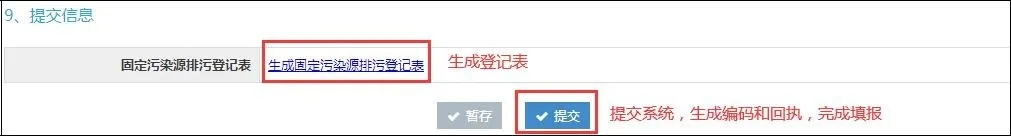 9、提交信息
固定污染源排污登记表 生成固定污染源排污登记表 生成登记表
暂存 提交 提交系统，生成编码和回执，完成填报